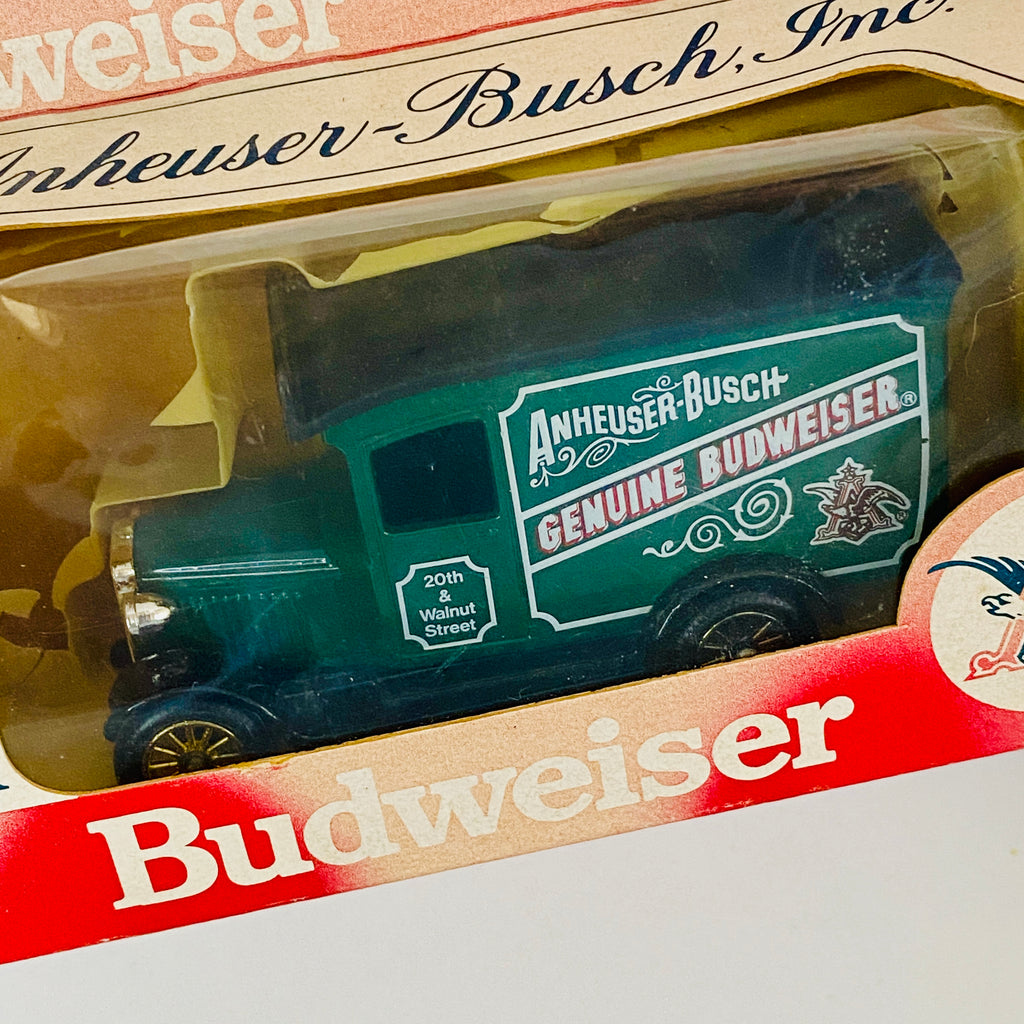 weiser
Anheuser-Busch, Inc.
ANHEUSER-BUSCH
GENUINE BUDWEISER®
20th
&
Walnut
Street
Budweiser